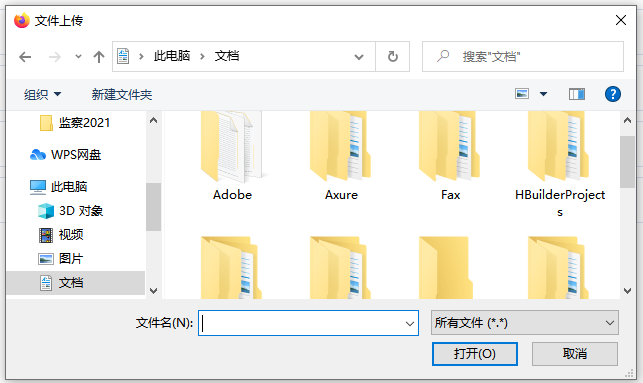 文件上传
此电脑 > 文档
搜索"文档"
组织
新建文件夹
监察2021
WPS网盘
此电脑
3D 对象
视频
图片
文档
Adobe
Axure
Fax
HBuilderProject
s
文件名(N):
所有文件 (*.*)
打开(O)
取消